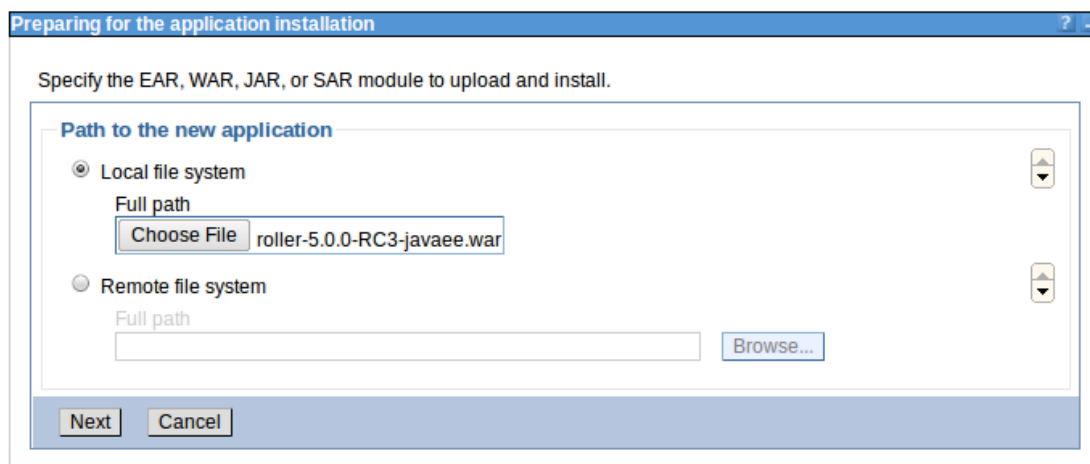 Preparing for the application installation ? -
Specify the EAR, WAR, JAR, or SAR module to upload and install.
Path to the new application
Local file system
Full path
Choose File roller-5.0.0-RC3-javaee.war
Remote file system
Full path
Browse...
Next Cancel